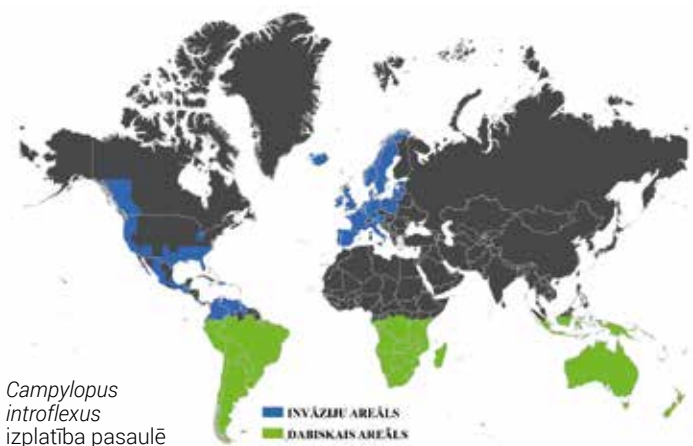 Campylopus
introflexus
izplatība pasaulē
INVĀZIJU AREĀLS
DABISKAIS AREĀLS